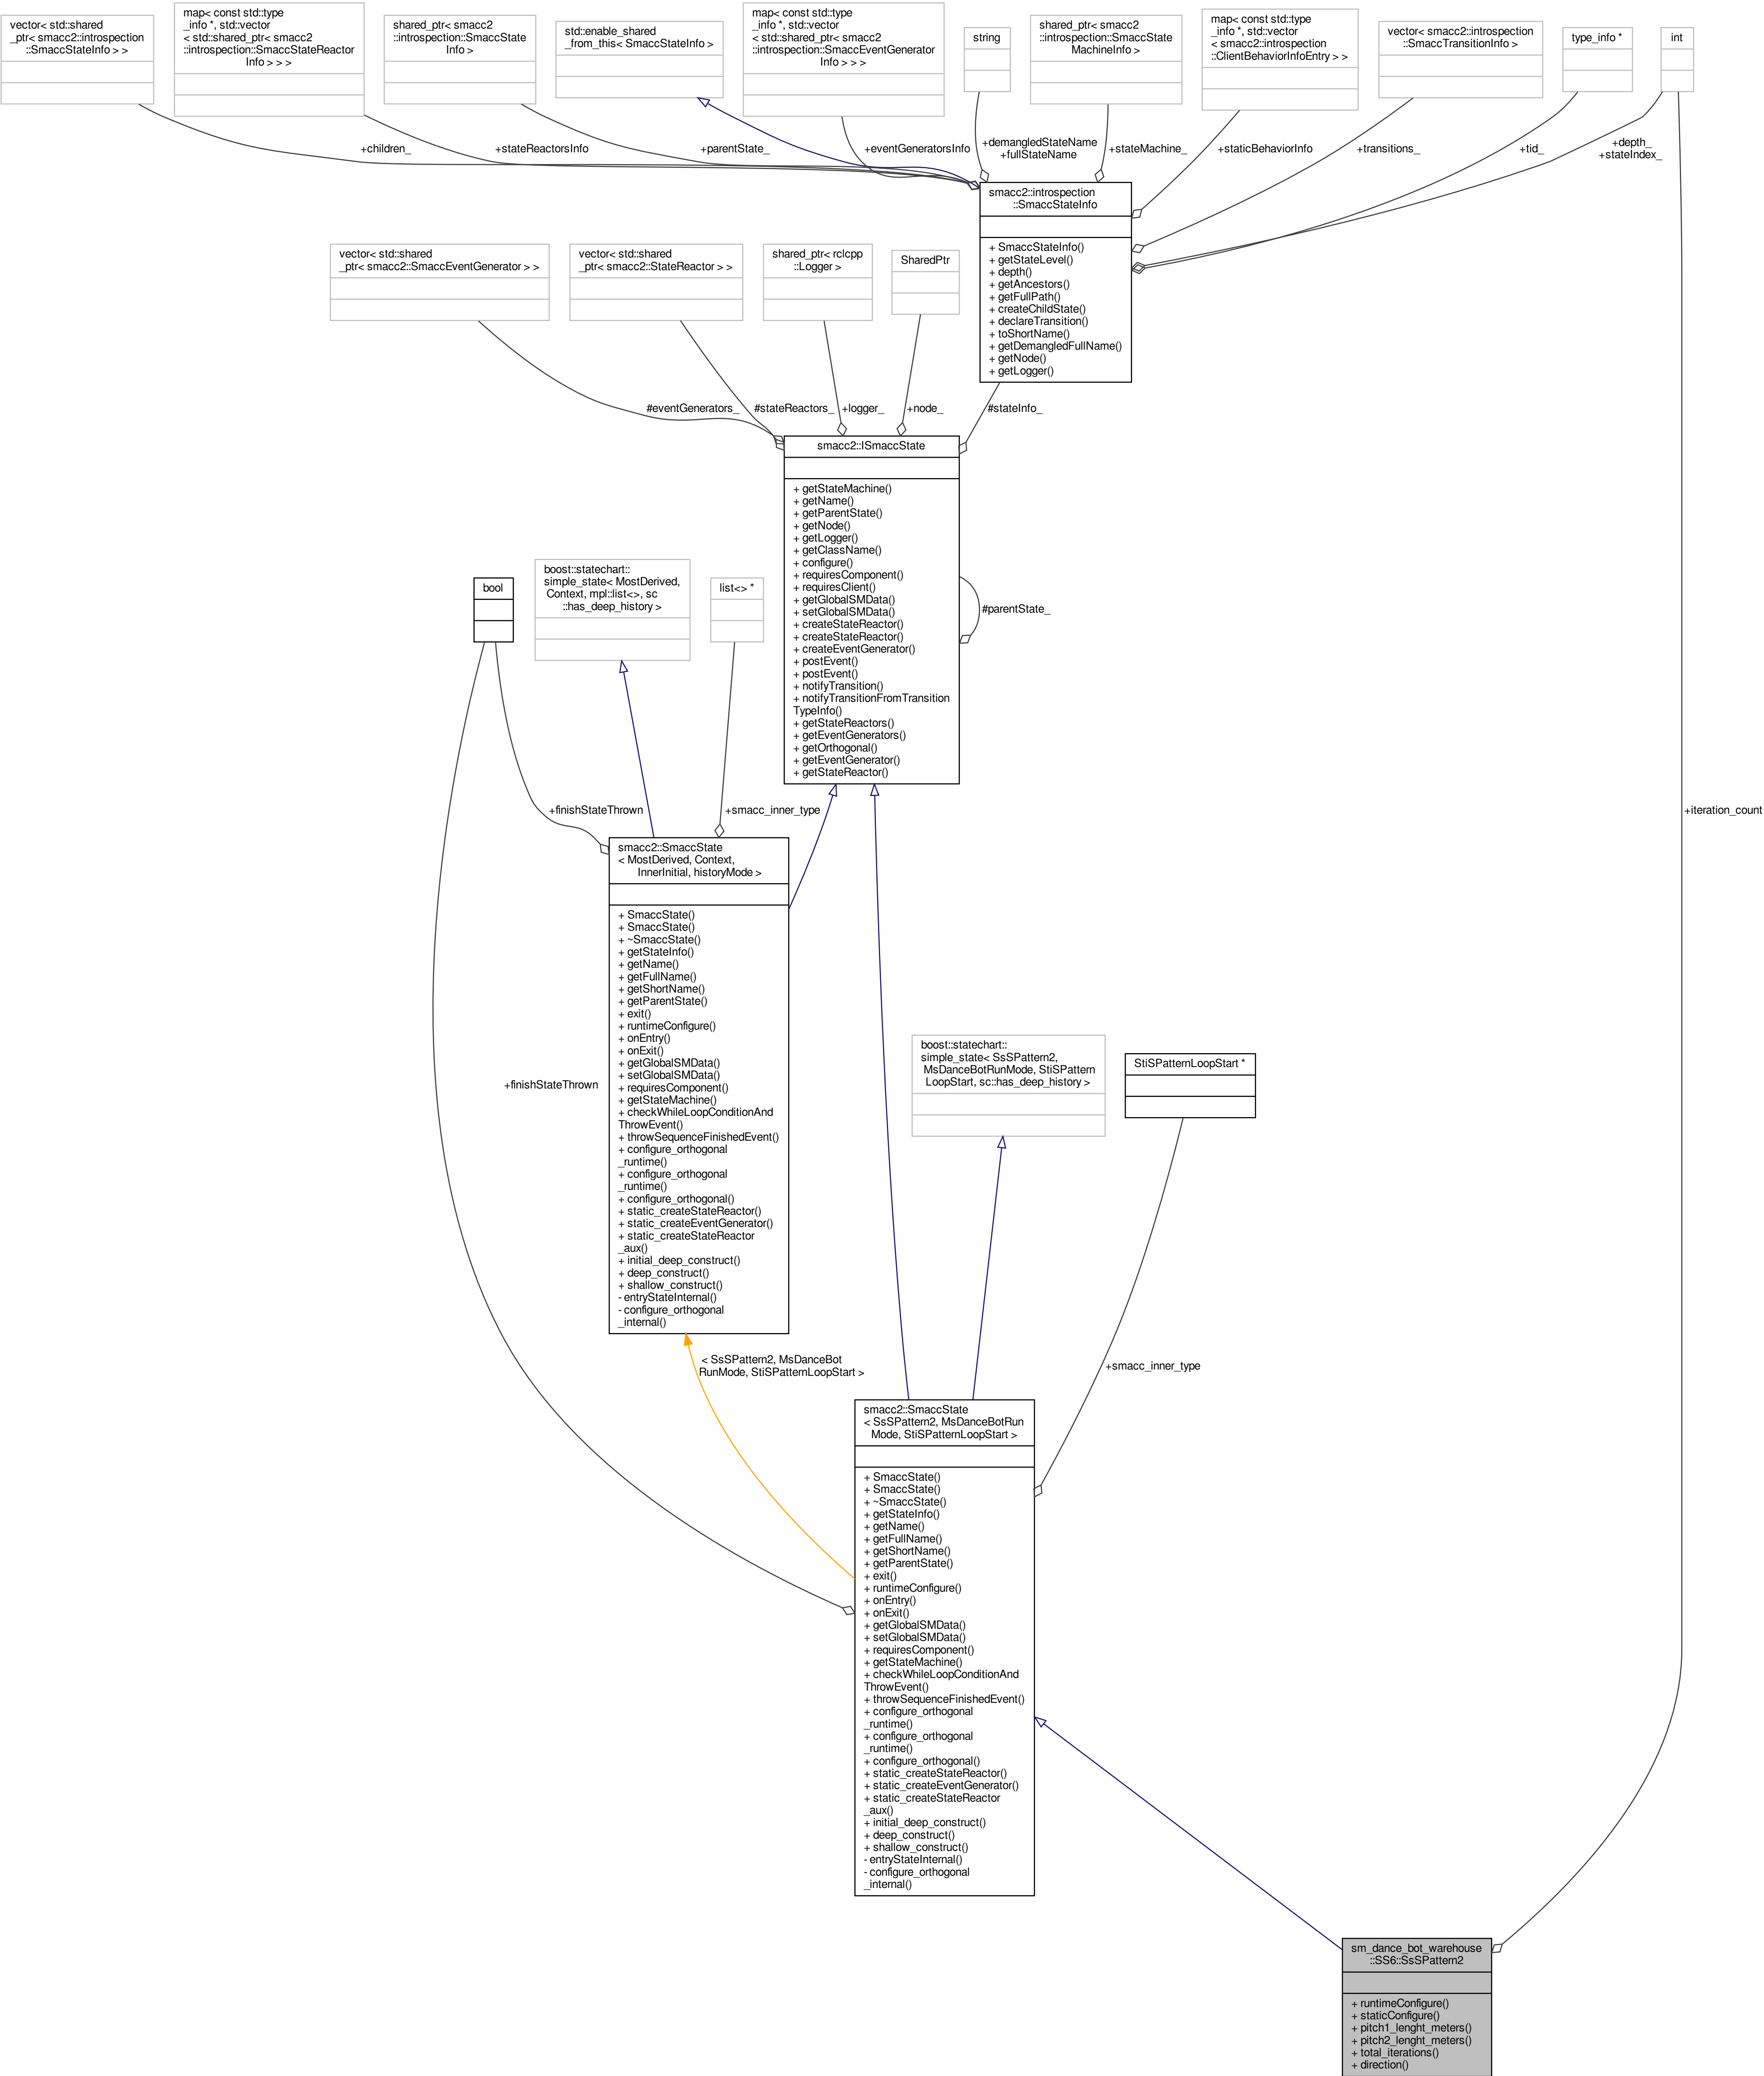 vector< std::shared
_ptr< smacc2::introspection
::SmaccStateInfo > >
map< const std::type
_info *, std::vector
< std::shared_ptr< smacc2
::introspection::SmaccStateReactor
Info > > >
shared_ptr< smacc2
::introspection::SmaccState
Info >
std::enable_shared
_from_this< SmaccStateInfo >
map< const std::type
_info *, std::vector
< std::shared_ptr< smacc2
::introspection::SmaccEventGenerator
Info > > >
string
shared_ptr< smacc2
::introspection::SmaccState
MachineInfo >
map< const std::type
_info *, std::vector
< smacc2::introspection
::ClientBehaviorInfoEntry > >
vector< smacc2::introspection
::SmaccTransitionInfo >
type_info *
int
+children_
+stateReactorsInfo
+parentState_
+eventGeneratorsInfo
+demangledStateName
+fullStateName
+stateMachine_
+staticBehaviorInfo
+transitions_
+tid_
+depth_
+stateIndex_
smacc2::introspection
::SmaccStateInfo
+ SmaccStateInfo()
+ getStateLevel()
+ depth()
+ getAncestors()
+ getFullPath()
+ createChildState()
+ declareTransition()
+ toShortName()
+ getDemangledFullName()
+ getNode()
+ getLogger()
vector< std::shared
_ptr< smacc2::SmaccEventGenerator > >
vector< std::shared
_ptr< smacc2::StateReactor > >
shared_ptr< rclcpp
::Logger >
SharedPtr
#eventGenerators_
#stateReactors_
+logger_
+node_
#stateInfo_
smacc2::ISmaccState
+ getStateMachine()
+ getName()
+ getParentState()
+ getNode()
+ getLogger()
+ getClassName()
+ configure()
+ requiresComponent()
+ requiresClient()
+ getGlobalSMData()
+ setGlobalSMData()
+ createStateReactor()
+ createStateReactor()
+ createEventGenerator()
+ postEvent()
+ postEvent()
+ notifyTransition()
+ notifyTransitionFromTransition
TypeInfo()
+ getStateReactors()
+ getEventGenerators()
+ getOrthogonal()
+ getEventGenerator()
+ getStateReactor()
#parentState_
bool
boost::statechart::
simple_state< MostDerived,
Context, mpl::list<>, sc
::has_deep_history >
list<> *
+finishStateThrown
+smacc_inner_type
+iteration_count
smacc2::SmaccState
< MostDerived, Context,
InnerInitial, historyMode >
+ SmaccState()
+ SmaccState()
+ ~SmaccState()
+ getStateInfo()
+ getName()
+ getFullName()
+ getShortName()
+ getParentState()
+ exit()
+ runtimeConfigure()
+ onEntry()
+ onExit()
+ getGlobalSMData()
+ setGlobalSMData()
+ requiresComponent()
+ getStateMachine()
+ checkWhileLoopConditionAnd
ThrowEvent()
+ throwSequenceFinishedEvent()
+ configure_orthogonal
_runtime()
+ configure_orthogonal
_runtime()
+ configure_orthogonal()
+ static_createStateReactor()
+ static_createEventGenerator()
+ static_createStateReactor
_aux()
+ initial_deep_construct()
+ deep_construct()
+ shallow_construct()
- entryStateInternal()
- configure_orthogonal
_internal()
+finishStateThrown
boost::statechart::
simple_state< SsSPattern2,
MsDanceBotRunMode, StiSPattern
LoopStart, sc::has_deep_history >
StiSPatternLoopStart *
< SsSPattern2, MsDanceBot
RunMode, StiSPatternLoopStart >
+smacc_inner_type
smacc2::SmaccState
< SsSPattern2, MsDanceBotRun
Mode, StiSPatternLoopStart >
+ SmaccState()
+ SmaccState()
+ ~SmaccState()
+ getStateInfo()
+ getName()
+ getFullName()
+ getShortName()
+ getParentState()
+ exit()
+ runtimeConfigure()
+ onEntry()
+ onExit()
+ getGlobalSMData()
+ setGlobalSMData()
+ requiresComponent()
+ getStateMachine()
+ checkWhileLoopConditionAnd
ThrowEvent()
+ throwSequenceFinishedEvent()
+ configure_orthogonal
_runtime()
+ configure_orthogonal
_runtime()
+ configure_orthogonal()
+ static_createStateReactor()
+ static_createEventGenerator()
+ static_createStateReactor
_aux()
+ initial_deep_construct()
+ deep_construct()
+ shallow_construct()
- entryStateInternal()
- configure_orthogonal
_internal()
sm_dance_bot_warehouse
::SS6::SsSPattern2
+ runtimeConfigure()
+ staticConfigure()
+ pitch1_lenght_meters()
+ pitch2_lenght_meters()
+ total_iterations()
+ direction()